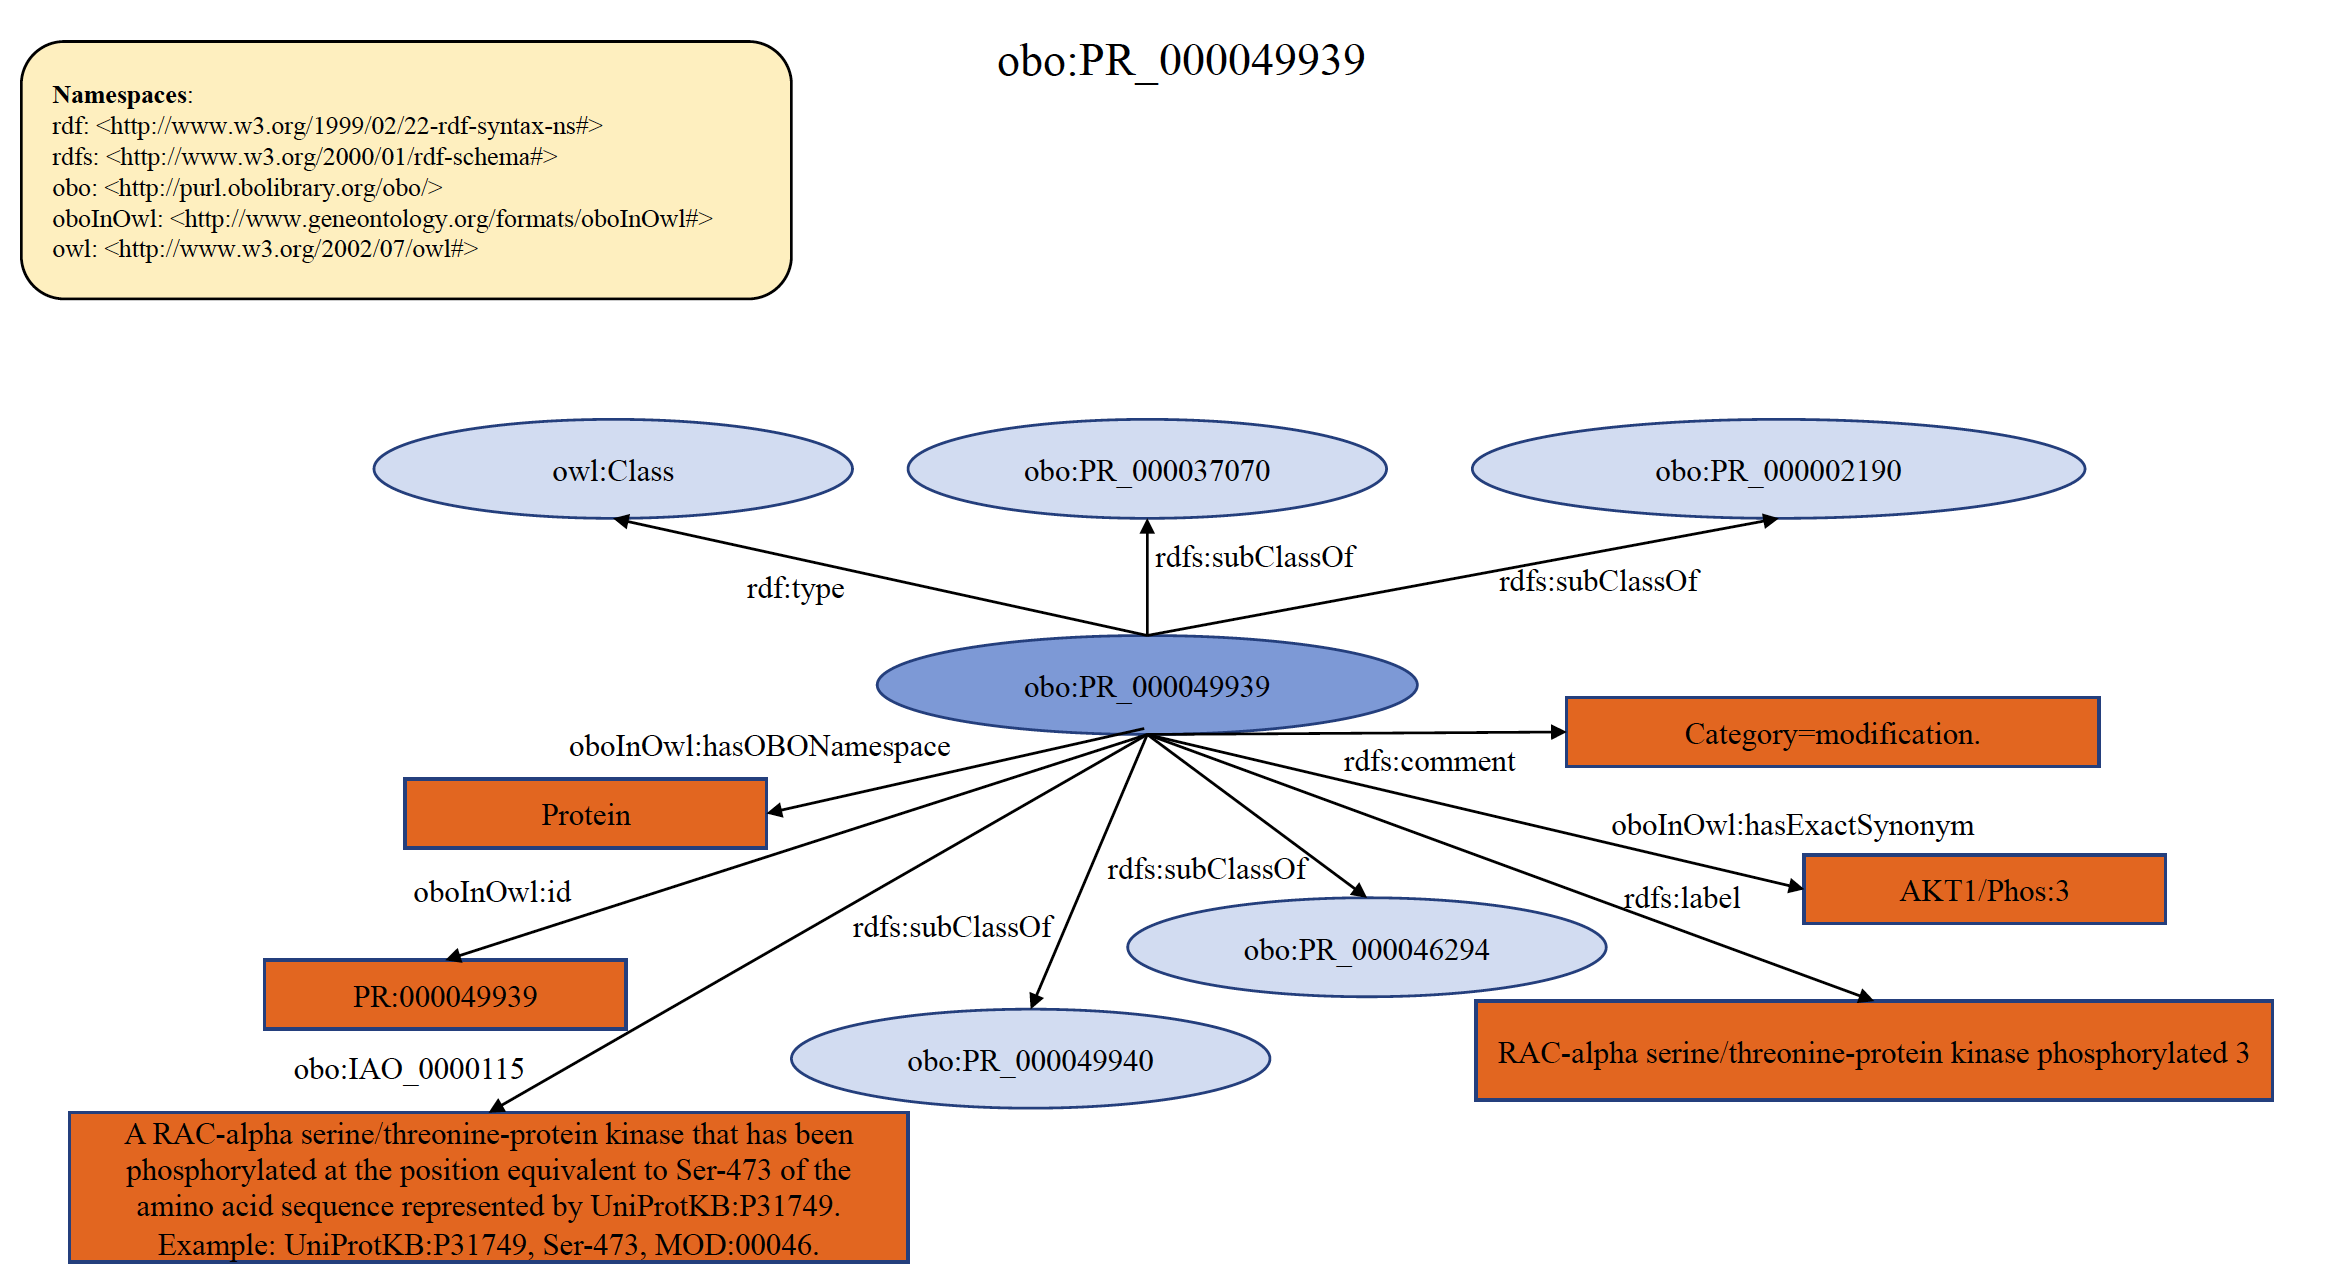 obo:PR_000049939
Namespaces:
rdf: <http://www.w3.org/1999/02/22-rdf-syntax-ns#>
rdfs: <http://www.w3.org/2000/01/rdf-schema#>
obo: <http://purl.obolibrary.org/obo/>
oboInOwl: <http://www.geneontology.org/formats/oboInOwl#>
owl: <http://www.w3.org/2002/07/owl#>
owl:Class
obo:PR_000037070
obo:PR_000002190
rdf:type
rdfs:subClassOf
rdfs:subClassOf
obo:PR_000049939
oboInOwl:hasOBONamespace
rdfs:comment
Category=modification.
Protein
oboInOwl:hasExactSynonym
AKT1/Phos:3
oboInOwl:id
rdfs:subClassOf
rdfs:subClassOf
rdfs:label
obo:PR_000046294
PR:000049939
obo:PR_000049940
RAC-alpha serine/threonine-protein kinase phosphorylated 3
obo:IAO_0000115
A RAC-alpha serine/threonine-protein kinase that has been
phosphorylated at the position equivalent to Ser-473 of the
amino acid sequence represented by UniProtKB:P31749.
Example: UniProtKB:P31749, Ser-473, MOD:00046.